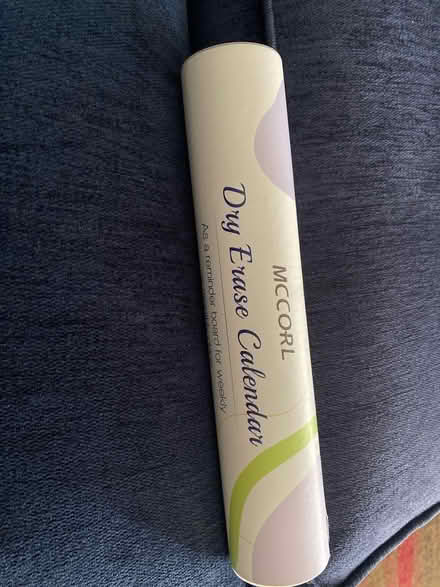 MCCORL
Dry Erase Calendar
As a reminder board for weekly